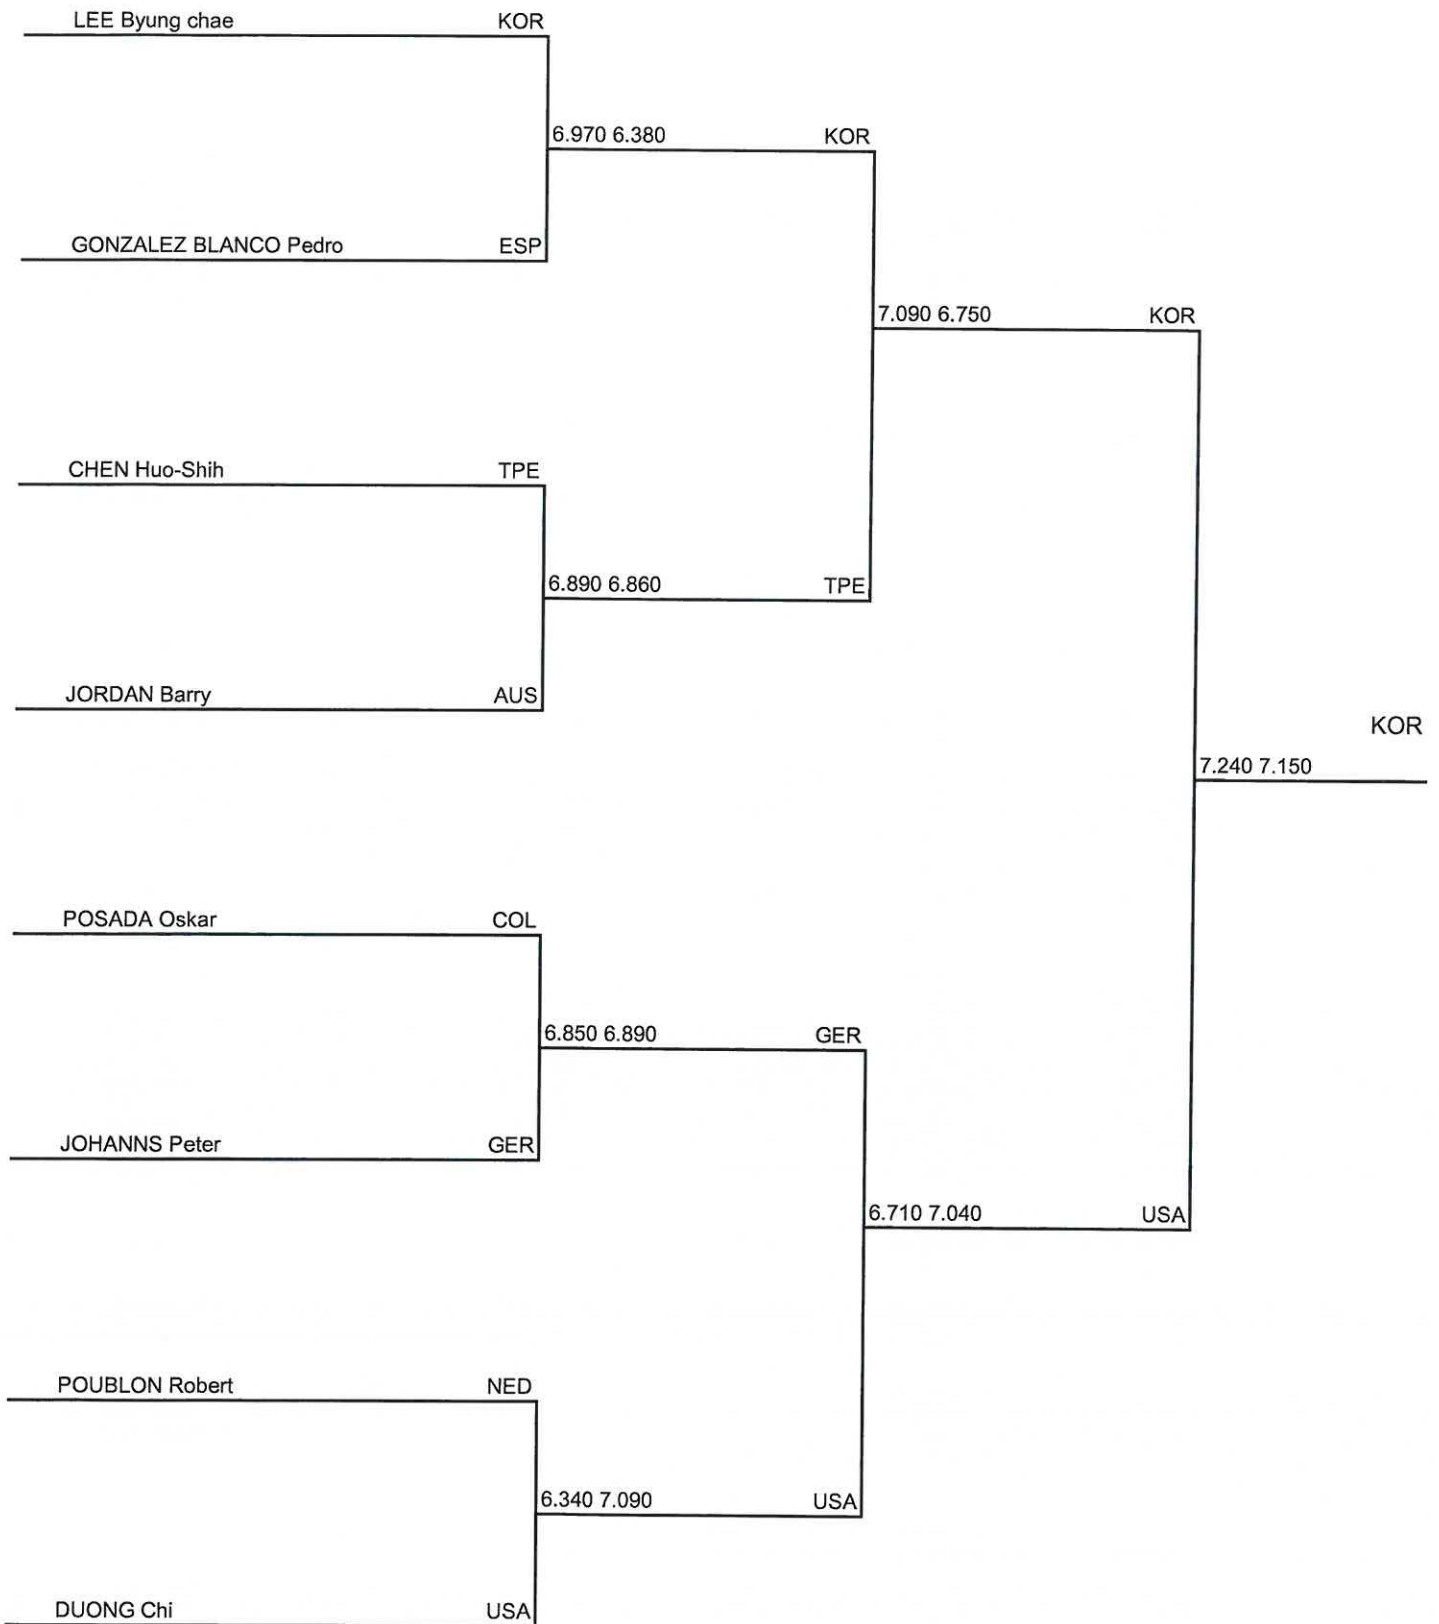 LEE Byung chae KOR
6.970 6.380 KOR
GONZALEZ BLANCO Pedro ESP
7.090 6.750 KOR
CHEN Huo-Shih TPE
6.890 6.860 TPE
JORDAN Barry AUS
KOR
7.240 7.150
POSADA Oskar COL
6.850 6.890 GER
JOHANNS Peter GER
6.710 7.040 USA
POUBLON Robert NED
6.340 7.090 USA
DUONG Chi USA